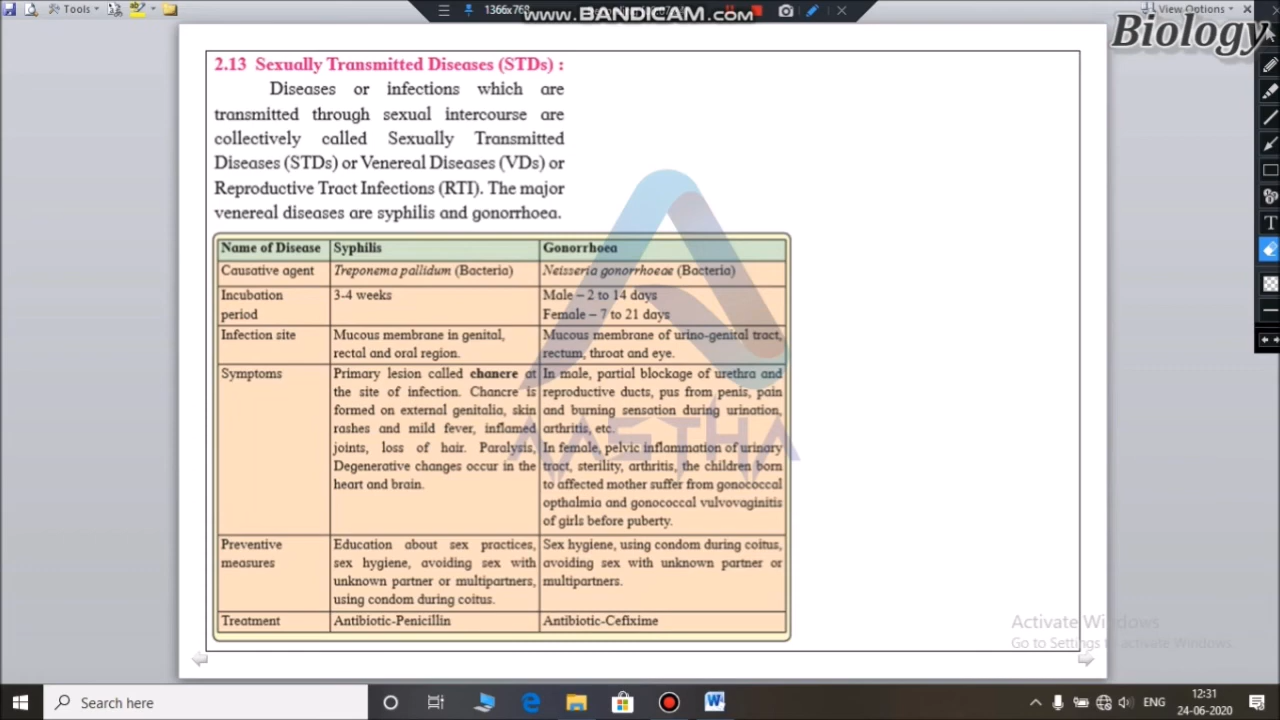 Tools
1366x768
www.BANDICAM.com
View Options
Biology
2.13 Sexually Transmitted Diseases (STDs) :
Diseases or infections which are
transmitted through sexual intercourse are
collectively called Sexually Transmitted
Diseases (STDs) or Venereal Diseases (VDs) or
Reproductive Tract Infections (RTI). The major
venereal diseases are syphilis and gonorrhoea.
Name of Disease Syphilis Gonorrhoea
Causative agent Treponema pallidum (Bacteria) Neisseria gonorrhoeae (Bacteria)
Incubation 3-4 weeks Male – 2 to 14 days
period Female – 7 to 21 days
Infection site Mucous membrane in genital, Mucous membrane of urino-genital tract,
rectal and oral region. rectum, throat and eye.
Symptoms Primary lesion called chancre at In male, partial blockage of urethra and
the site of infection. Chancre is reproductive ducts, pus from penis, pain
formed on external genitalia, skin and burning sensation during urination,
rashes and mild fever, inflamed arthritis, etc.
joints, loss of hair. Paralysis, In female, pelvic inflammation of urinary
Degenerative changes occur in the tract, sterility, arthritis, the children born
heart and brain. to affected mother suffer from gonococcal
opthalmia and gonococcal vulvovaginitis
of girls before puberty.
Preventive Education about sex practices, Sex hygiene, using condom during coitus,
measures sex hygiene, avoiding sex with avoiding sex with unknown partner or
unknown partner or multipartners, multipartners.
using condom during coitus.
Treatment Antibiotic-Penicillin Antibiotic-Cefixime
AASTHA
Activate Windows
Go to Settings to activate Windows.
Search here
ENG
12:31
24-06-2020